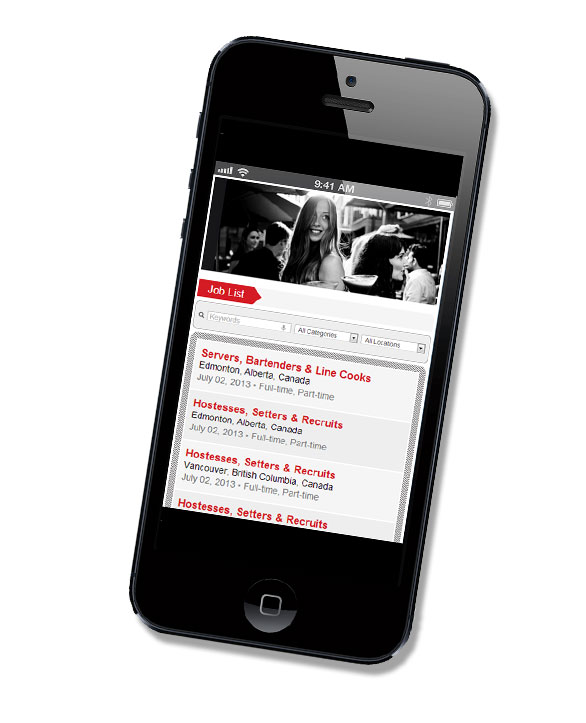 9:41 AM
Job List
Keywords
All Categories
All Locations
Servers, Bartenders & Line Cooks
Edmonton, Alberta, Canada
July 02, 2013 • Full-time, Part-time
Hostesses, Setters & Recruits
Edmonton, Alberta, Canada
July 02, 2013 • Full-time, Part-time
Hostesses, Setters & Recruits
Vancouver, British Columbia, Canada
July 02, 2013 • Full-time, Part-time
Hostesses, Setters & Recruits